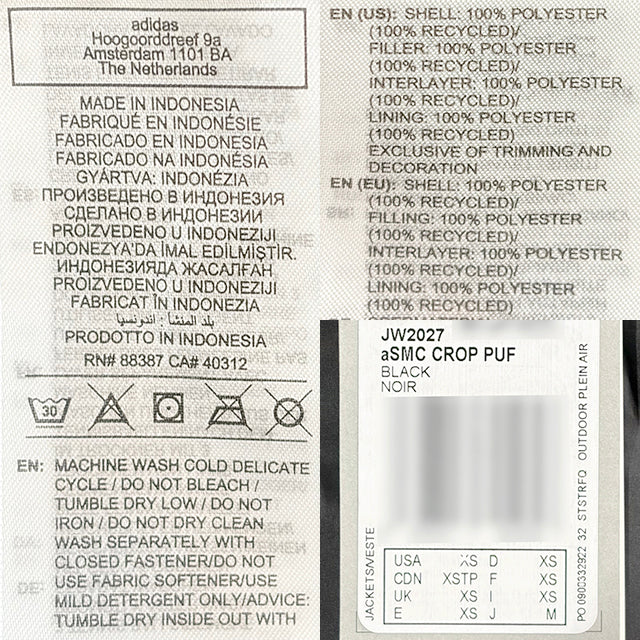 adidas
Hoogoorddreef 9a
Amsterdam 1101 BA
The Netherlands
MADE IN INDONESIA
FABRIQUÉ EN INDONÉSIE
FABRICADO EN INDONESIA
FABRICADO NA INDONÉSIA
GYÁRTVA: INDONÉZIA
ПРОИЗВЕДЕНО В ИНДОНЕЗИЯ
СДЕЛАНО В ИНДОНЕЗИИ
PROIZVEDENO U INDONEZIJI
ENDONEZYA'DA İMAL EDİLMİŞTİR.
ИНДОНЕЗИЯДА ЖАСАЛҒАН
PROIZVEDENO U INDONEZIJI
FABRICAT ÎN INDONEZIA
بلد المنشأ : اندونيسيا
PRODOTTO IN INDONESIA
RN# 88387 CA# 40312
30
EN: MACHINE WASH COLD DELICATE
CYCLE / DO NOT BLEACH /
TUMBLE DRY LOW / DO NOT
IRON / DO NOT DRY CLEAN
WASH SEPARATELY WITH
CLOSED FASTENER/DO NOT
USE FABRIC SOFTENER/USE
MILD DETERGENT ONLY/ADVICE:
TUMBLE DRY INSIDE OUT WITH
EN (US): SHELL: 100% POLYESTER
(100% RECYCLED)/
FILLER: 100% POLYESTER
(100% RECYCLED)/
INTERLAYER: 100% POLYESTER
(100% RECYCLED)/
LINING: 100% POLYESTER
(100% RECYCLED)
EXCLUSIVE OF TRIMMING AND
DECORATION
EN (EU): SHELL: 100% POLYESTER
(100% RECYCLED)/
FILLING: 100% POLYESTER
(100% RECYCLED)/
INTERLAYER: 100% POLYESTER
(100% RECYCLED)/
LINING: 100% POLYESTER
(100% RECYCLED)
JW2027
aSMC CROP PUF
BLACK
NOIR
JACKETS/VESTE
USA XS D XS
CDN XSTP F XS
UK XS I XS
E XS J M
PO 0900332922 32 STSTRFQ OUTDOOR PLEIN AIR